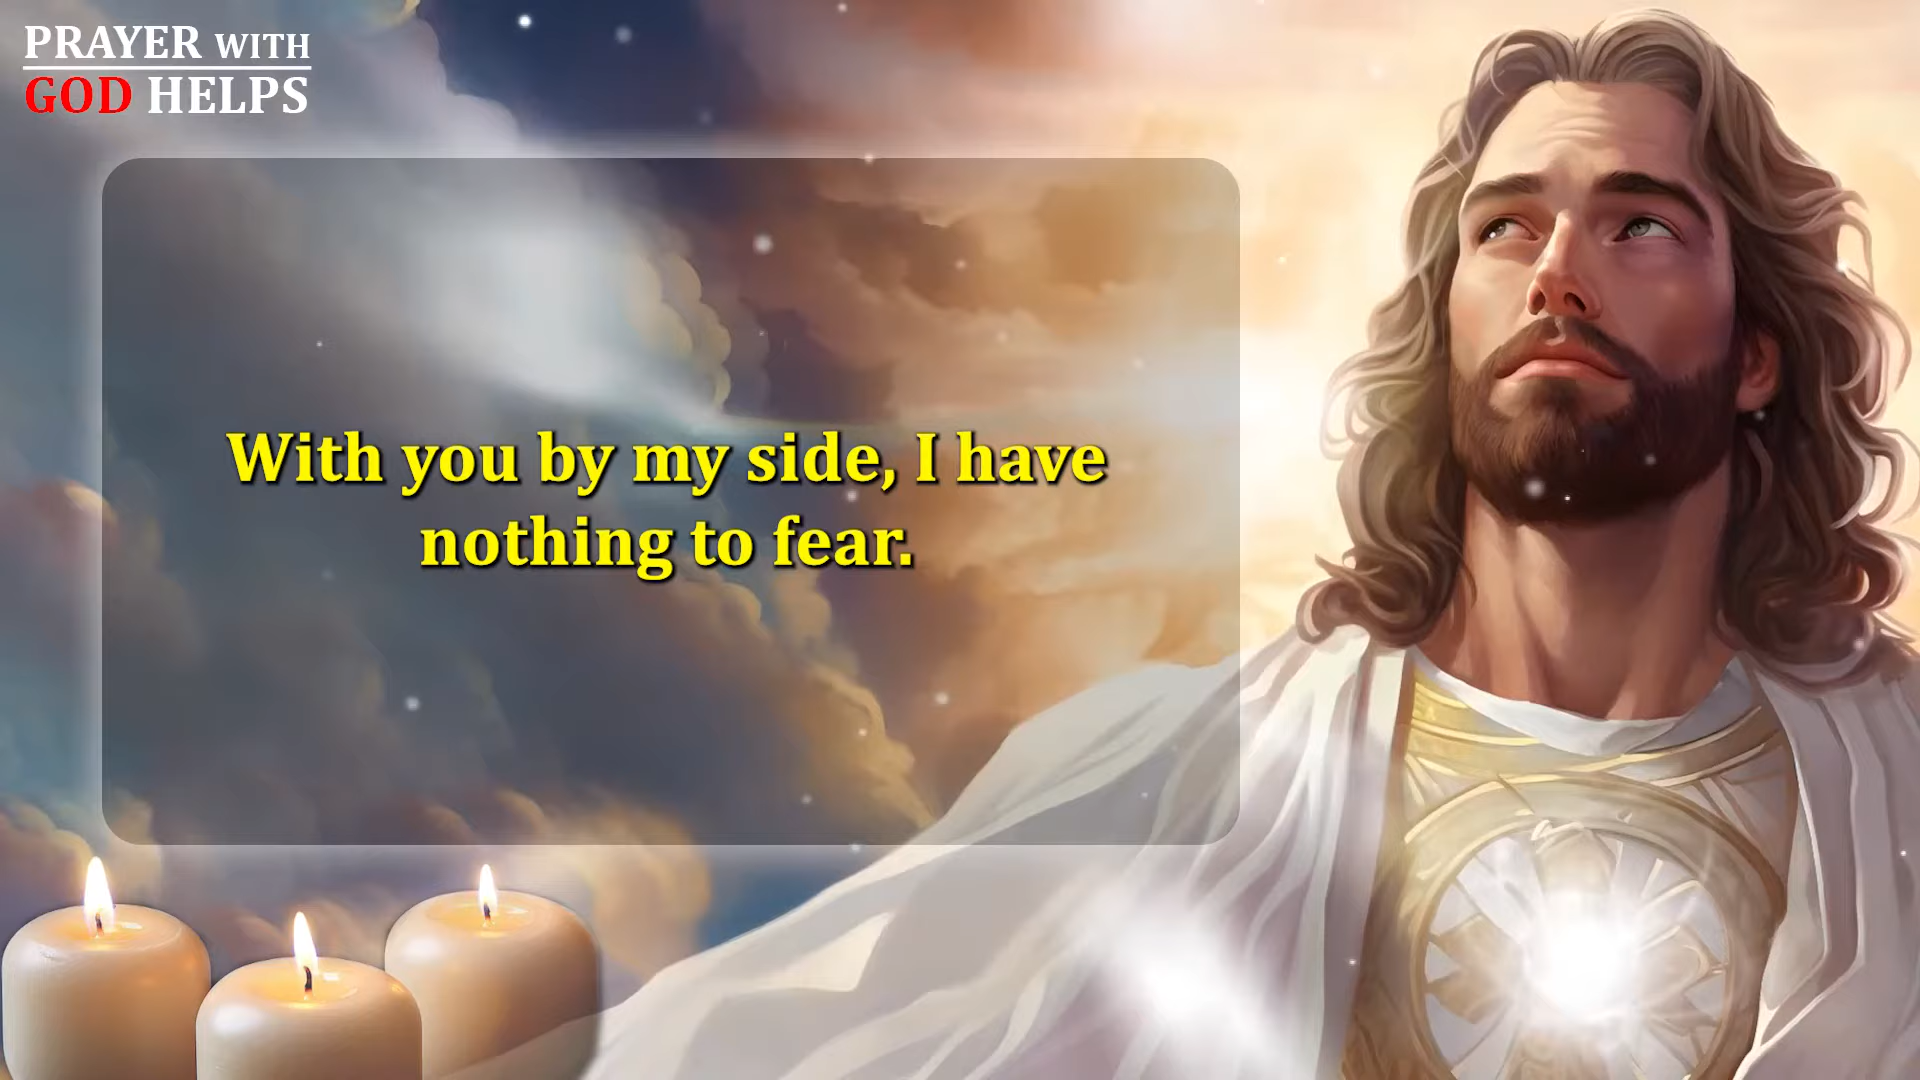 PRAYER WITH
GOD HELPS
With you by my side, I have
nothing to fear.